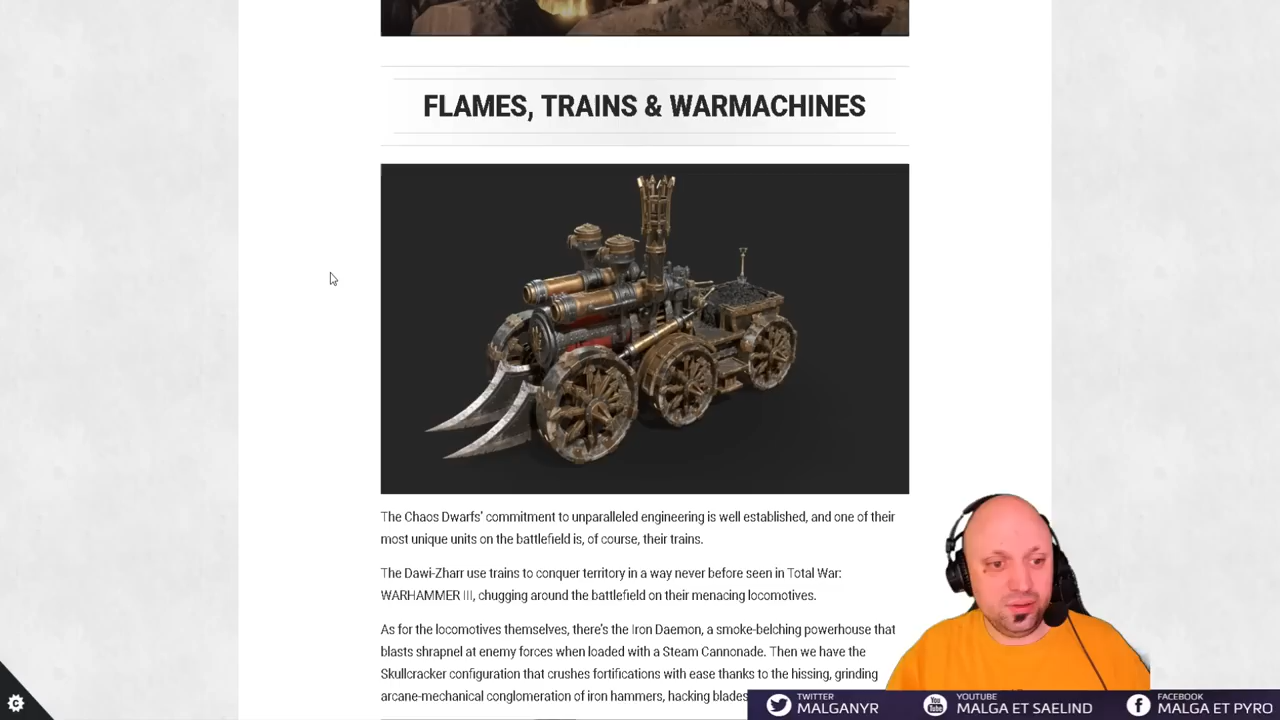 FLAMES, TRAINS & WARMACHINES
The Chaos Dwarfs' commitment to unparalleled engineering is well established, and one of their
most unique units on the battlefield is, of course, their trains.
The Dawi-Zharr use trains to conquer territory in a way never before seen in Total War:
WARHAMMER III, chugging around the battlefield on their menacing locomotives.
As for the locomotives themselves, there's the Iron Daemon, a smoke-belching powerhouse that
blasts shrapnel at enemy forces when loaded with a Steam Cannonade. Then we have the
Skullcracker configuration that crushes fortifications with ease thanks to the hissing, grinding
arcane-mechanical conglomeration of iron hammers, hacking blades
TWITTER
MALGANYR
YOUTUBE
MALGA ET SAELIND
FACEBOOK
MALGA ET PYRO